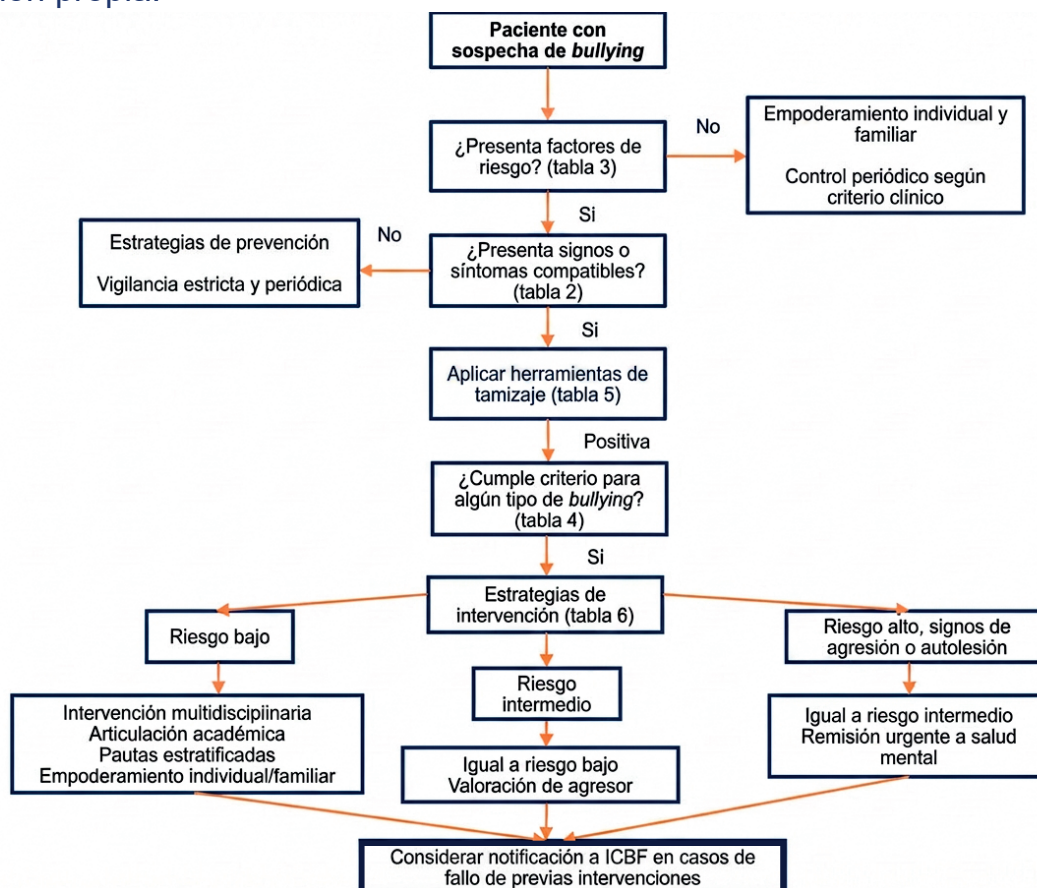 Paciente con
sospecha de bullying
¿Presenta factores de
riesgo? (tabla 3)
No
Empoderamiento individual y
familiar
Control periódico según
criterio clínico
Si
¿Presenta signos o
síntomas compatibles?
(tabla 2)
No
Estrategias de prevención
Vigilancia estricta y periódica
Si
Aplicar herramientas de
tamizaje (tabla 5)
Positiva
¿Cumple criterio para
algún tipo de bullying?
(tabla 4)
Si
Estrategias de
intervención (tabla 6)
Riesgo bajo
Intervención multidisciplinaria
Articulación académica
Pautas estratificadas
Empoderamiento individual/familiar
Riesgo
intermedio
Igual a riesgo bajo
Valoración de agresor
Riesgo alto, signos de
agresión o autolesión
Igual a riesgo intermedio
Remisión urgente a salud
mental
Considerar notificación a ICBF en casos de
fallo de previas intervenciones